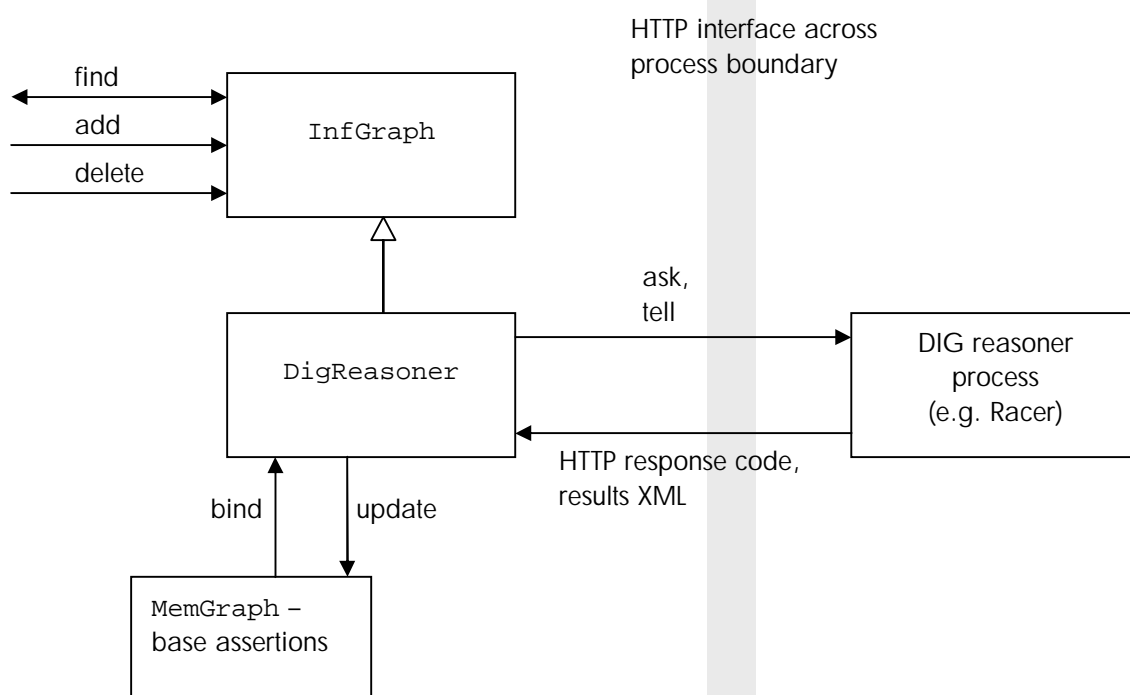 HTTP interface across
process boundary
find
add
delete
InfGraph
ask,
tell
DigReasoner
DIG reasoner
process
(e.g. Racer)
HTTP response code,
results XML
bind
update
MemGraph –
base assertions